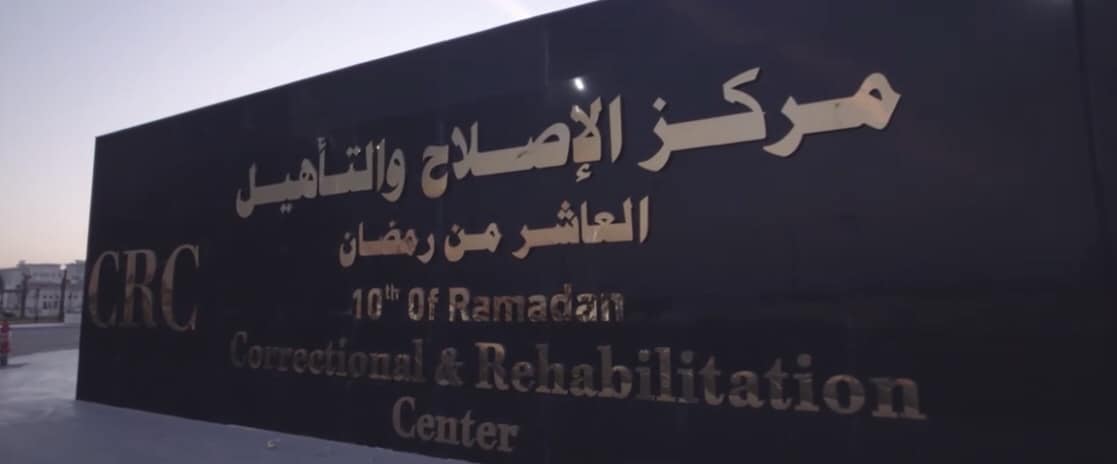 مركز الإصلاح والتأهيل
العاشر من رمضان
10th Of Ramadan
CRC
Correctional & Rehabilitation
Center